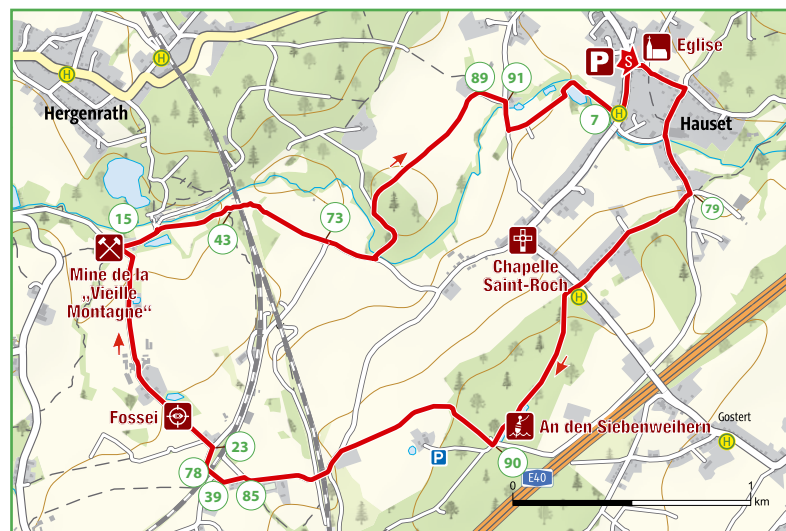 H
H
Hergenrath
P
S
Eglise
89
91
7
H
Hauset
15
43
73
79
Mine de la
„Vieille
Montagne“
Chapelle
Saint-Roch
H
Fossei
An den Siebenweihern
Gostert
H
23
P
90
E40
78
39
85
0
1
km